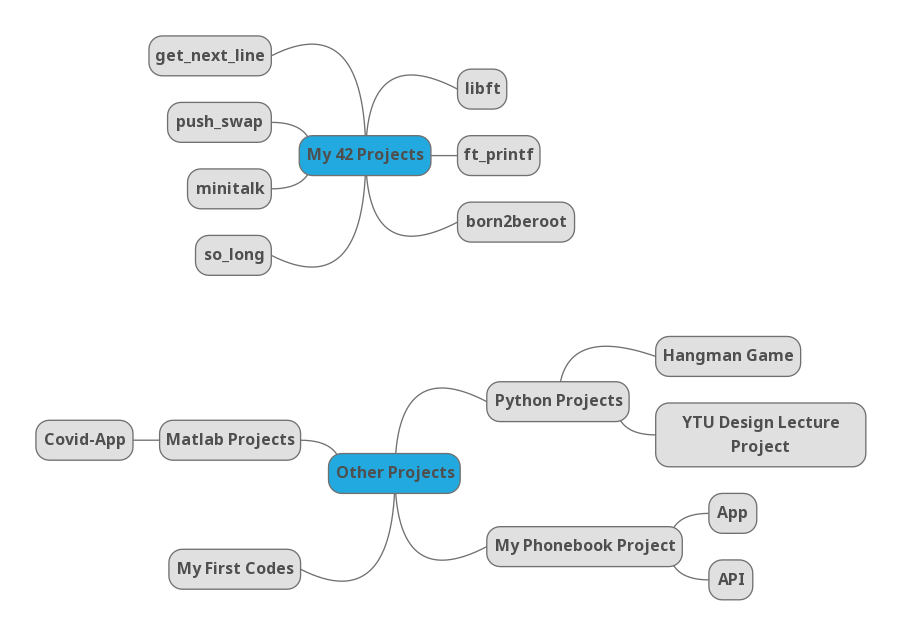 get_next_line
push_swap
minitalk
so_long
My 42 Projects
libft
ft_printf
born2beroot
Covid-App
Matlab Projects
My First Codes
Other Projects
Python Projects
Hangman Game
YTU Design Lecture
Project
My Phonebook Project
App
API